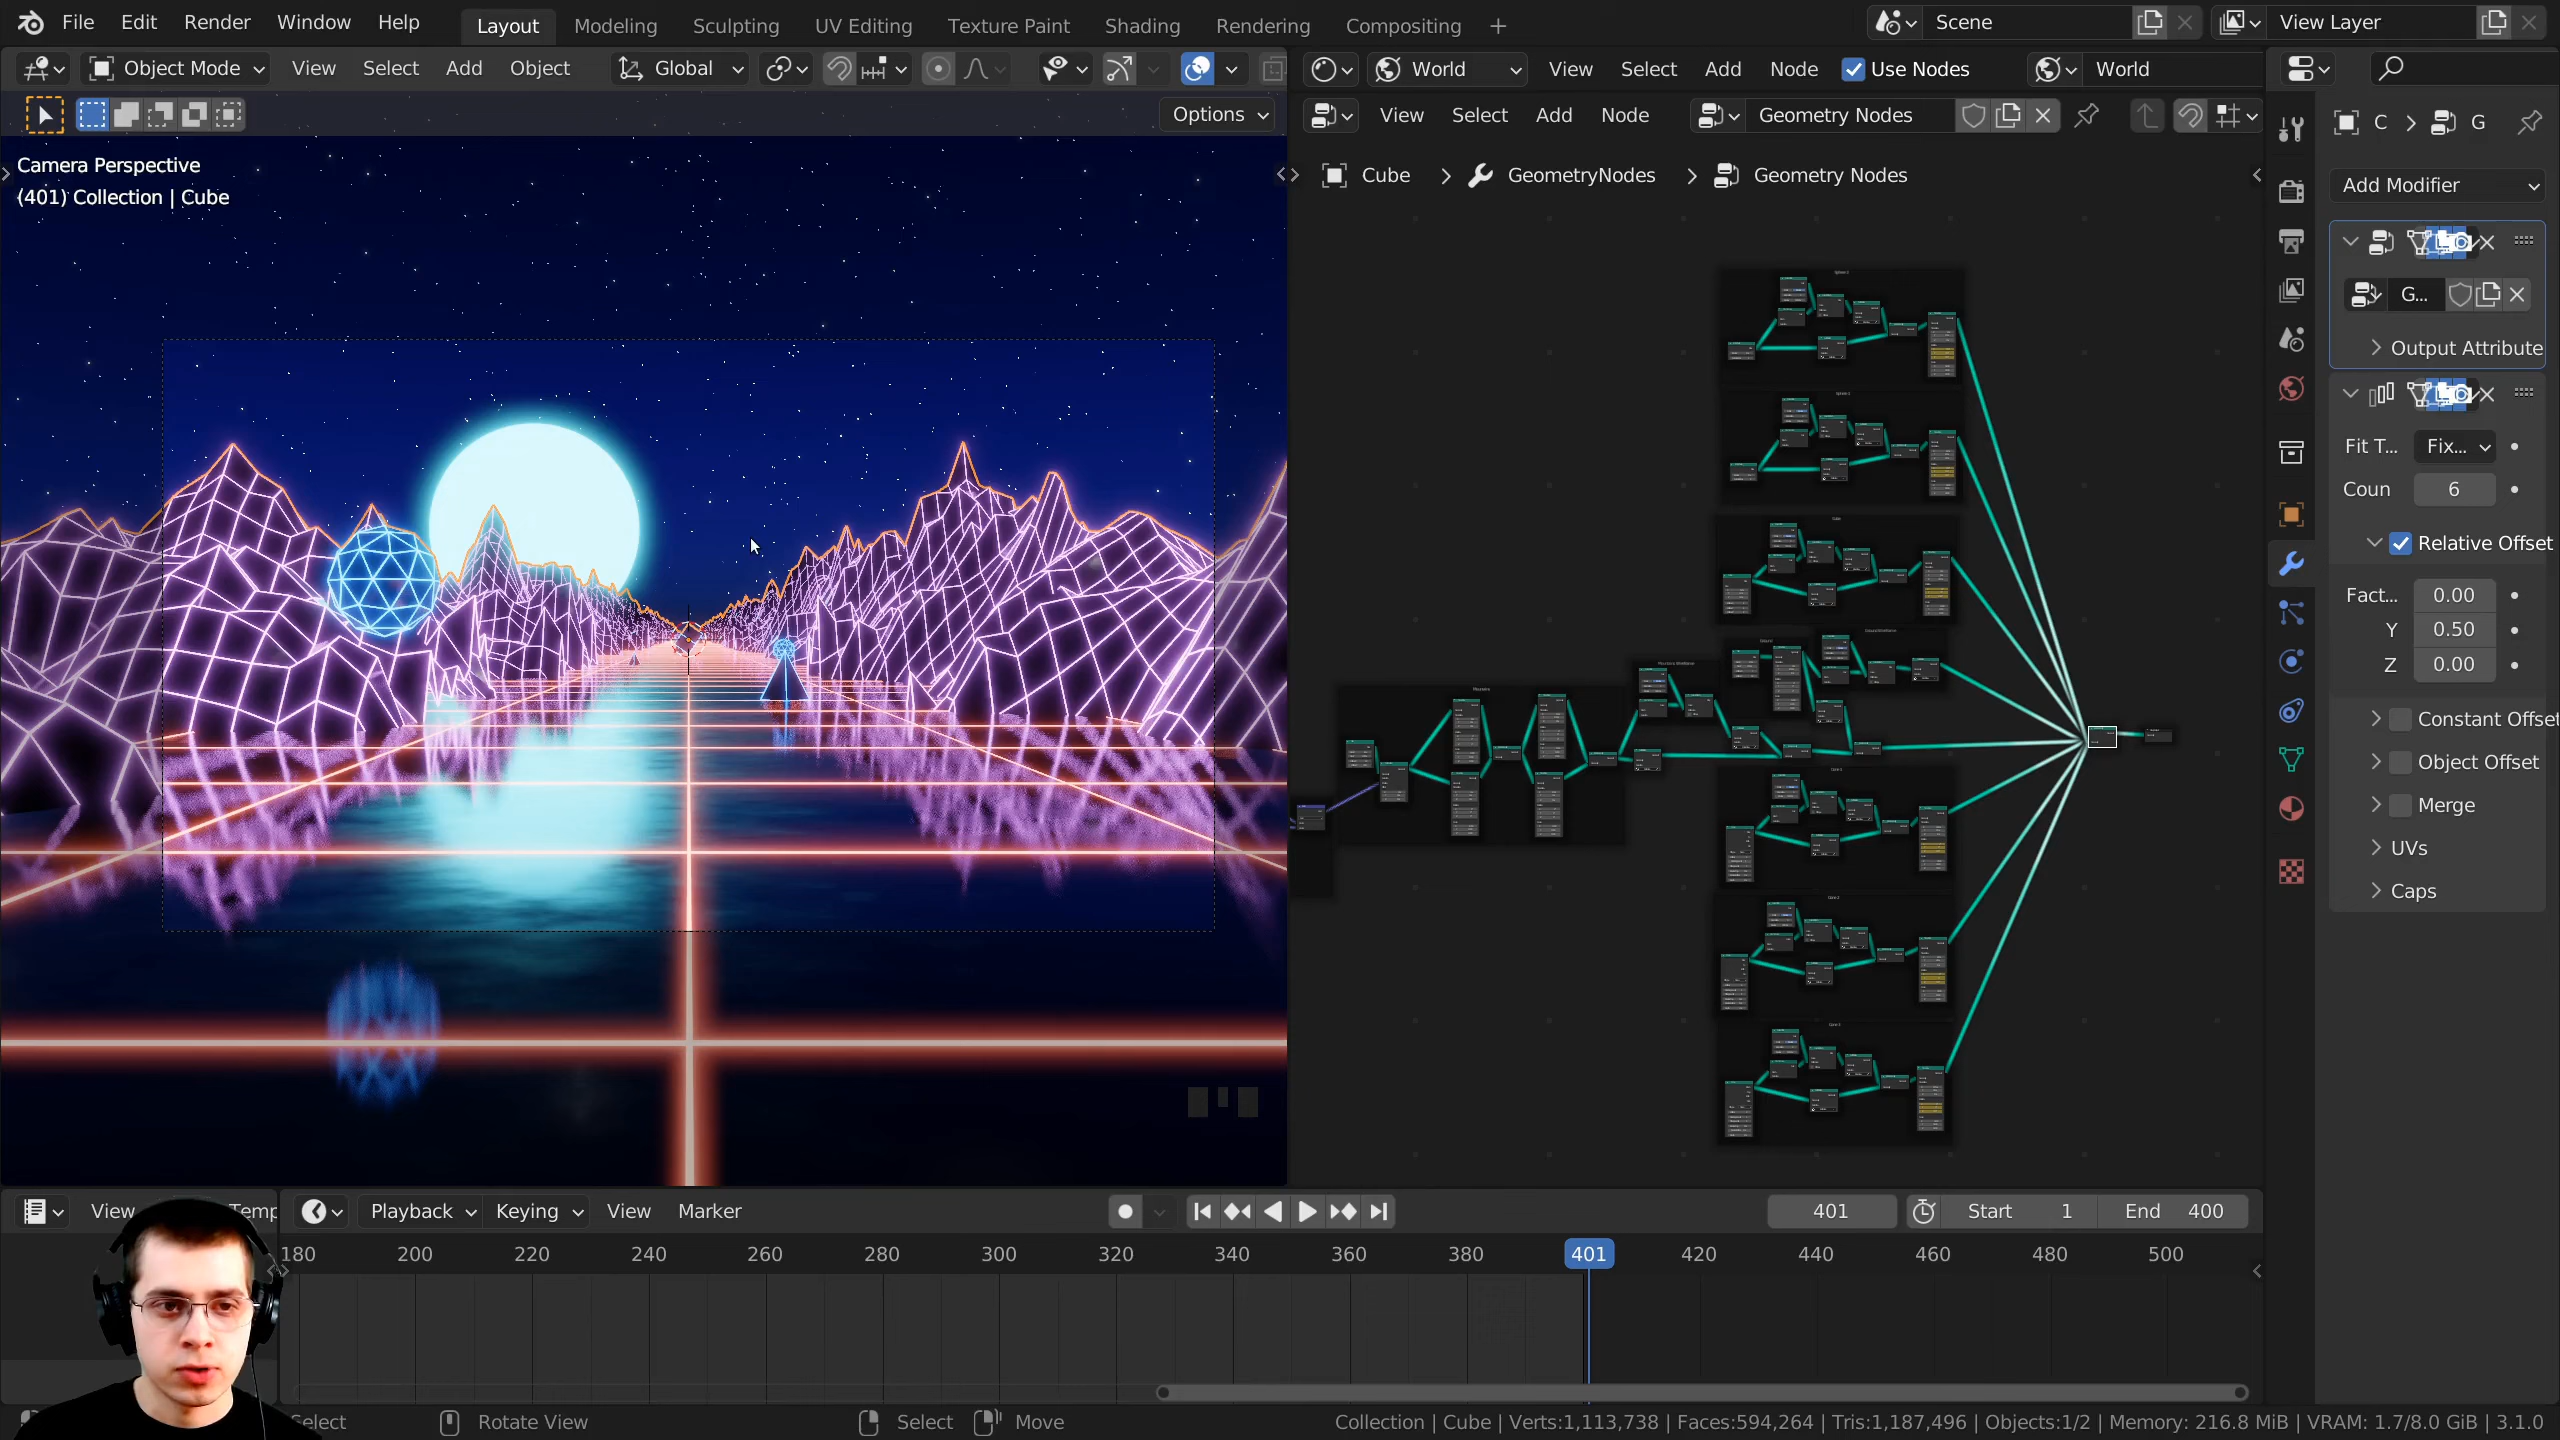 File Edit Render Window Help Layout Modeling Sculpting UV Editing Texture Paint Shading Rendering Compositing + Scene View Layer
Object Mode View Select Add Object Global
World View Select Add Node Use Nodes World
Options
View Select Add Node Geometry Nodes
C > G
Camera Perspective
(401) Collection | Cube
Cube > GeometryNodes > Geometry Nodes
Add Modifier
G...
Output Attribute
Fit T... Fix...
Coun 6
Relative Offset
Fact... 0.00
Y 0.50
Z 0.00
Constant Offset
Object Offset
Merge
UVs
Caps
View Temp Playback Keying View Marker 401 Start 1 End 400
180 200 220 240 260 280 300 320 340 360 380 401 420 440 460 480 500
Select Rotate View Select Move Collection | Cube | Verts:1,113,738 | Faces:594,264 | Tris:1,187,496 | Objects:1/2 | Memory: 216.8 MiB | VRAM: 1.7/8.0 GiB | 3.1.0